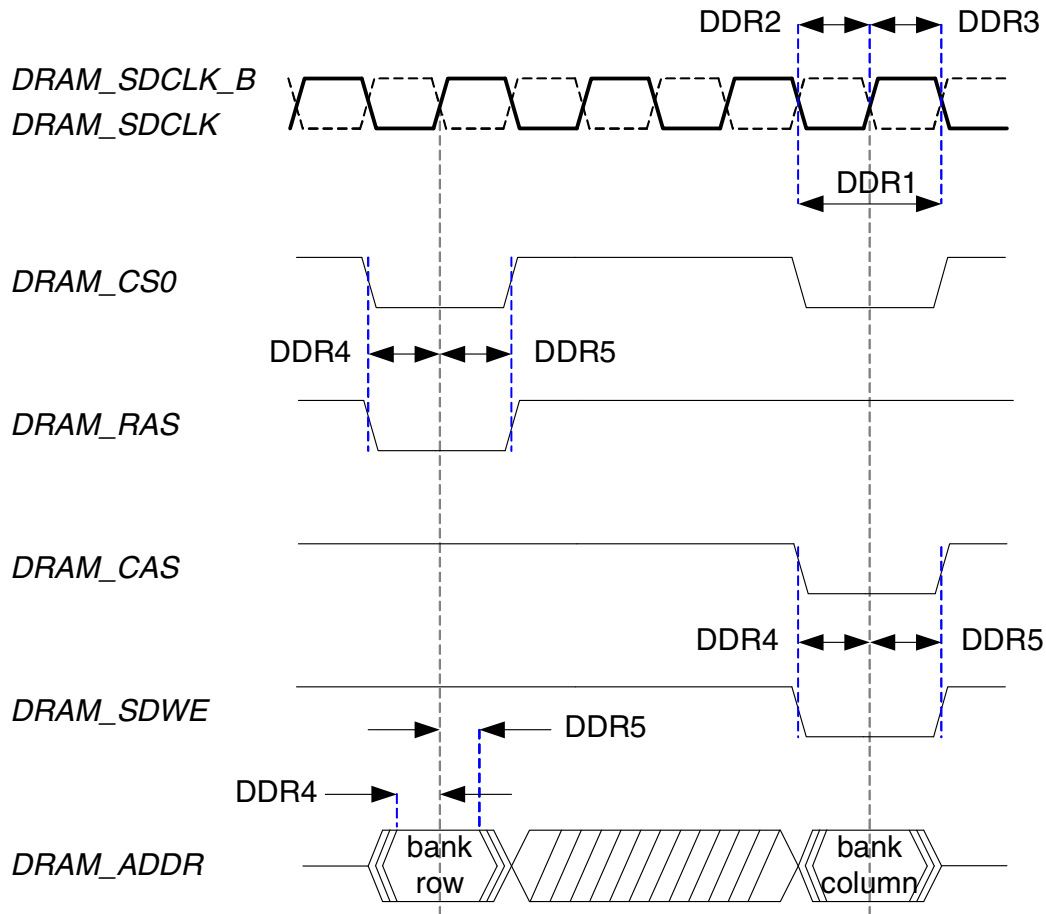 DDR2
DDR3
DRAM_SDCLK_B
DRAM_SDCLK
DDR1
DRAM_CS0
DDR4
DDR5
DRAM_RAS
DRAM_CAS
DDR4
DDR5
DRAM_SDWE
DDR5
DDR4
DRAM_ADDR
bank
row
bank
column